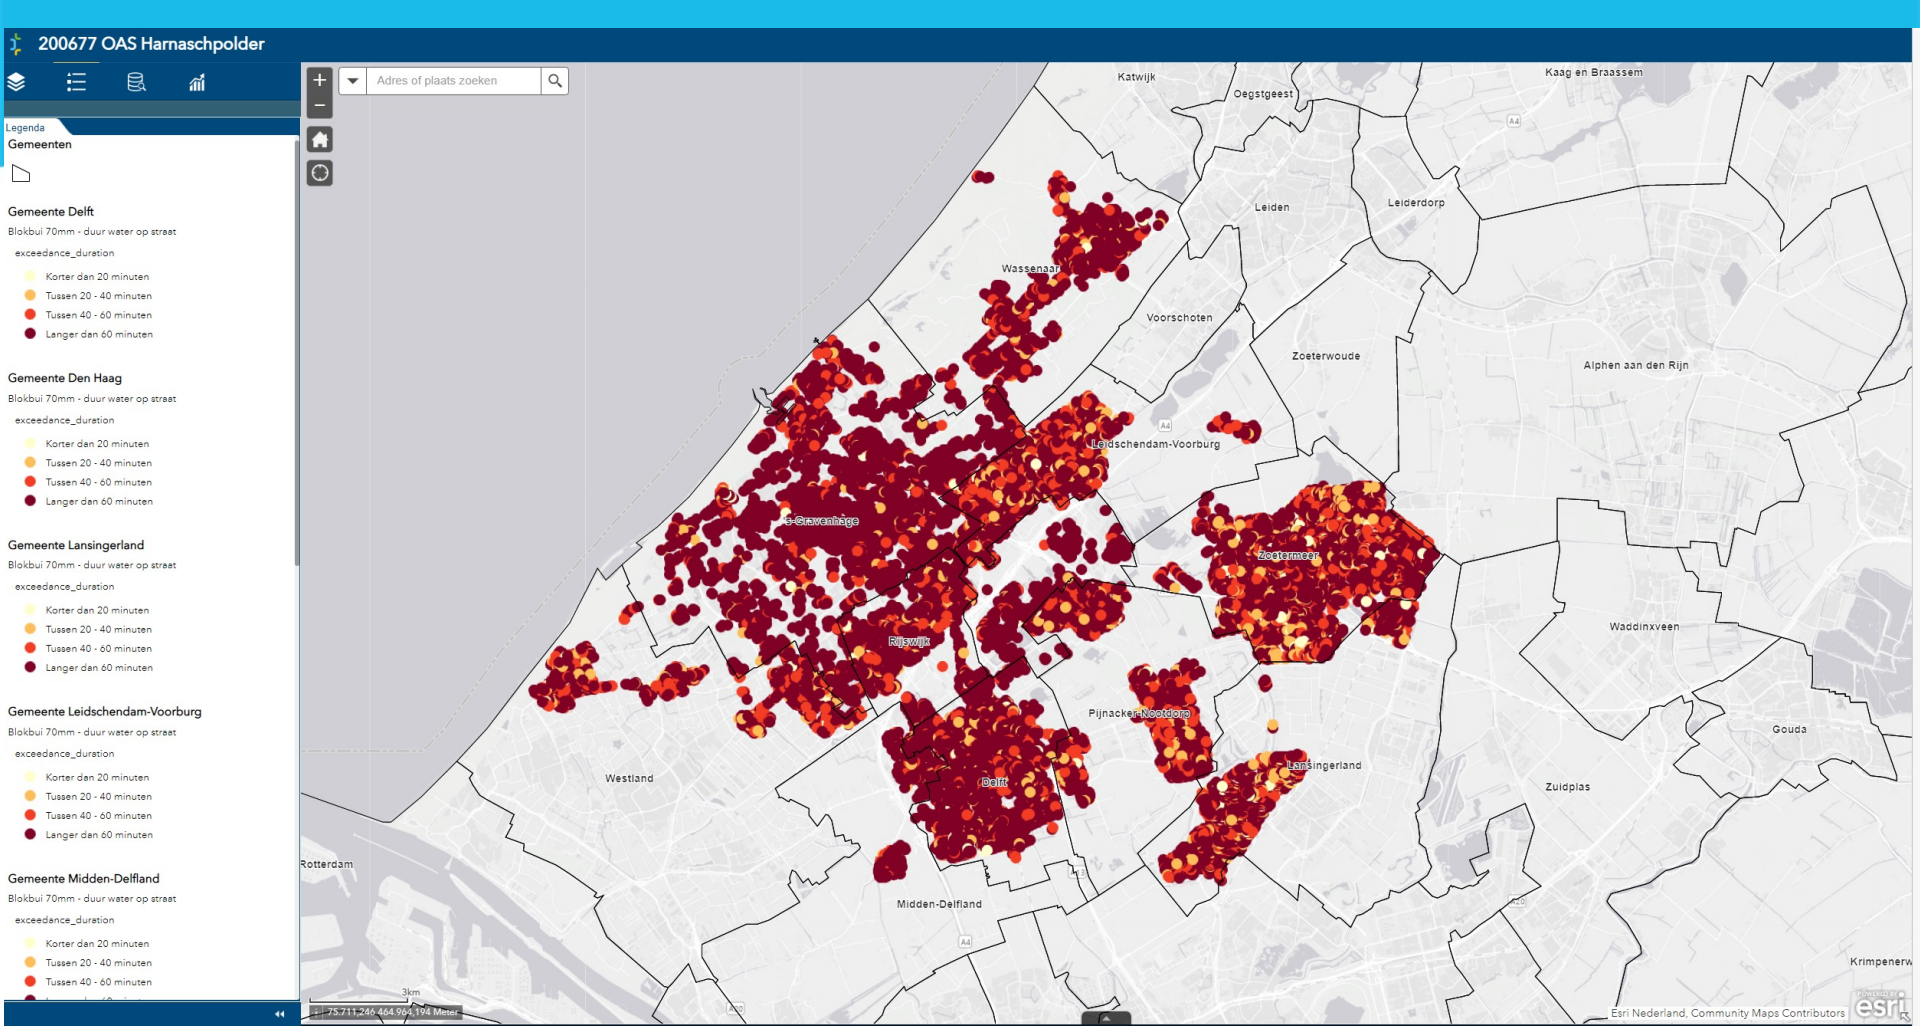 200677 OAS Harnaschpolder
Adres of plaats zoeken
Legenda
Gemeenten
Gemeente Delft
Blokbui 70mm - duur water op straat
exceedance_duration
Korter dan 20 minuten
Tussen 20 - 40 minuten
Tussen 40 - 60 minuten
Langer dan 60 minuten
Gemeente Den Haag
Blokbui 70mm - duur water op straat
exceedance_duration
Korter dan 20 minuten
Tussen 20 - 40 minuten
Tussen 40 - 60 minuten
Langer dan 60 minuten
Gemeente Lansingerland
Blokbui 70mm - duur water op straat
exceedance_duration
Korter dan 20 minuten
Tussen 20 - 40 minuten
Tussen 40 - 60 minuten
Langer dan 60 minuten
Gemeente Leidschendam-Voorburg
Blokbui 70mm - duur water op straat
exceedance_duration
Korter dan 20 minuten
Tussen 20 - 40 minuten
Tussen 40 - 60 minuten
Langer dan 60 minuten
Gemeente Midden-Delfland
Blokbui 70mm - duur water op straat
exceedance_duration
Korter dan 20 minuten
Tussen 20 - 40 minuten
Tussen 40 - 60 minuten
Katwijk
Kaag en Braassem
Oegstgeest
A4
Leiden
Leiderdorp
Wassenaar
Voorschoten
Zoeterwoude
Alphen aan den Rijn
A4
Leidschendam-Voorburg
s-Gravenhage
Zoetermeer
Waddinxveen
Rijswijk
Pijnacker-Nootdorp
Gouda
Westland
Delft
Lansingerland
Zuidplas
Rotterdam
A13
Midden-Delfland
A20
A4
Krimpenerw
3km
75.711,246 464.964,194 Meter
A20
Esri Nederland, Community Maps Contributors
POWERED BY
esri